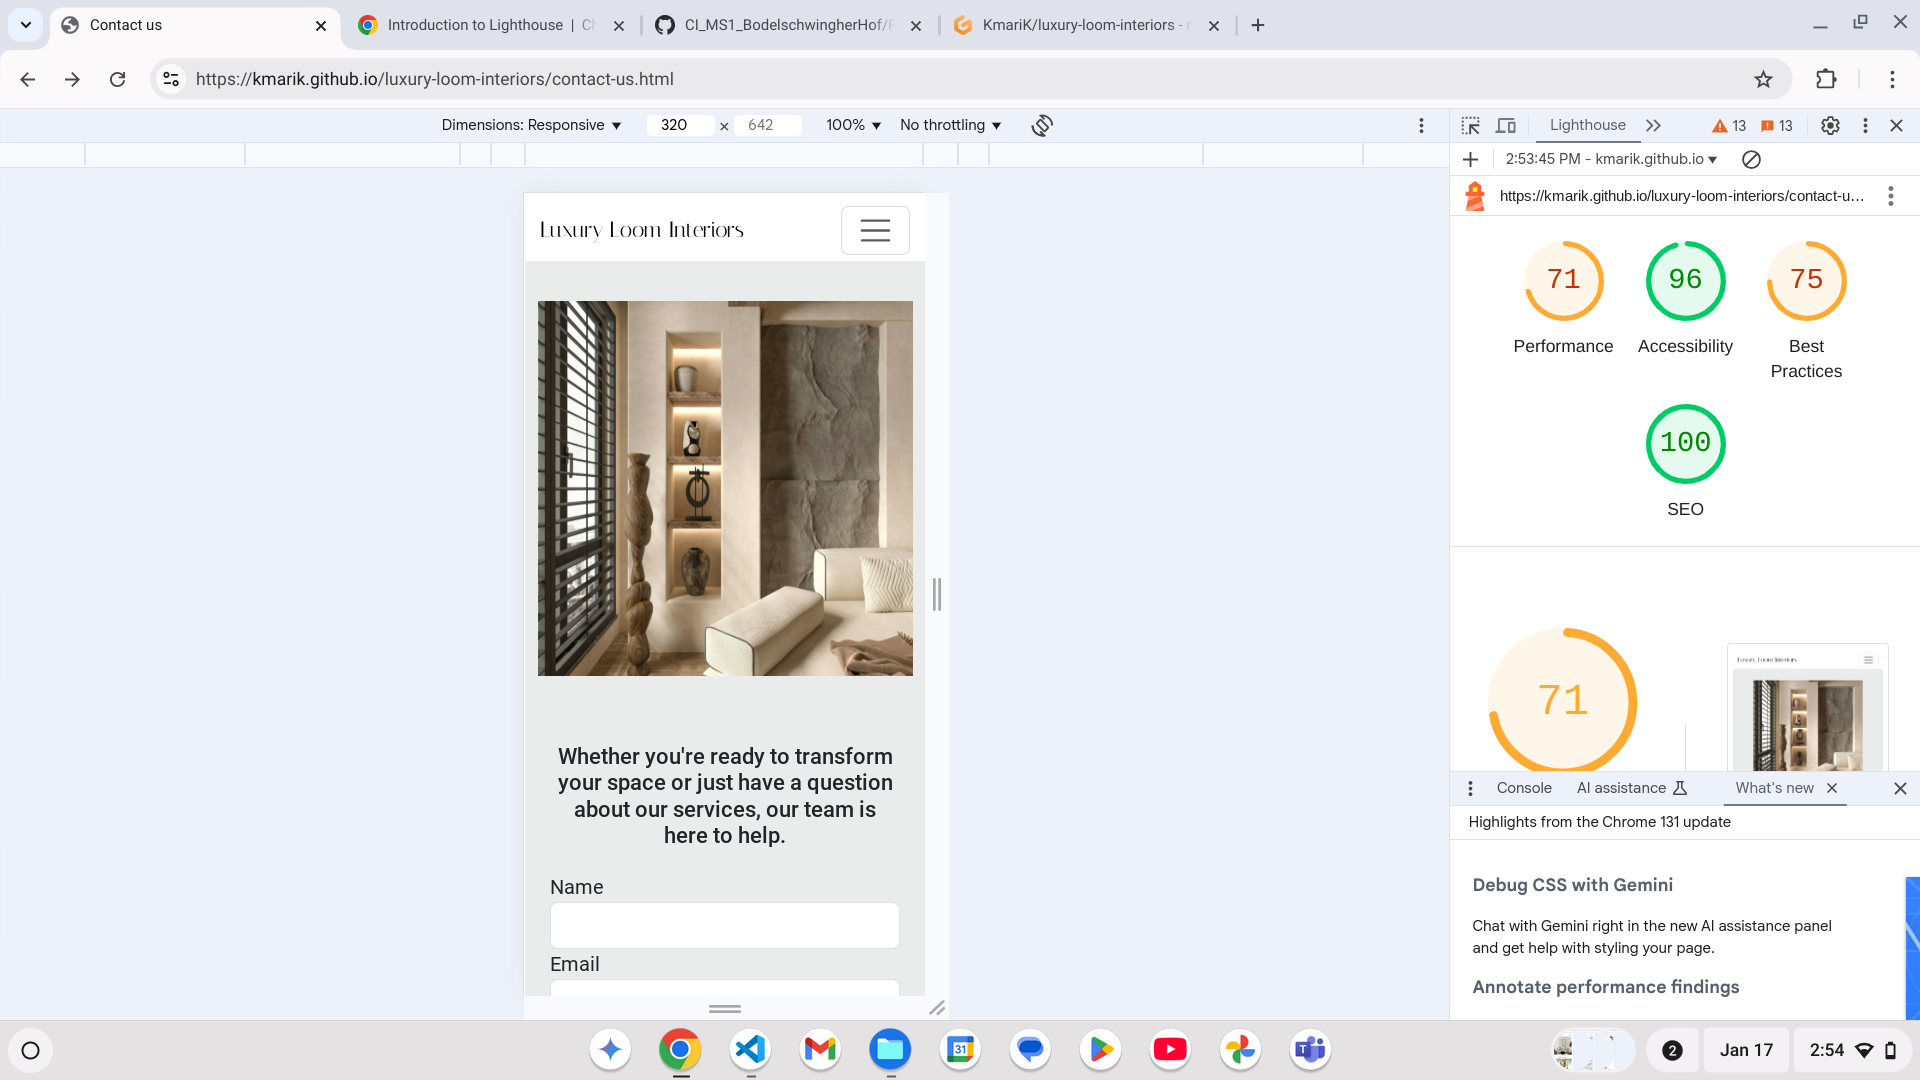 Contact us
Introduction to Lighthouse | Ch
CI_MS1_BodelschwingherHof/
KmariK/luxury-loom-interiors -
https://kmarik.github.io/luxury-loom-interiors/contact-us.html
Dimensions: Responsive
320 × 642
100%
No throttling
Lighthouse
13
13
2:53:45 PM - kmarik.github.io
https://kmarik.github.io/luxury-loom-interiors/contact-u…
Luxury Loom Interiors
71
96
75
Performance
Accessibility
Best
Practices
100
SEO
71
Luxury Loom Interiors
Whether you're ready to transform
your space or just have a question
about our services, our team is
here to help.
Name
Email
Console
AI assistance
What's new
Highlights from the Chrome 131 update
Debug CSS with Gemini
Chat with Gemini right in the new AI assistance panel
and get help with styling your page.
Annotate performance findings
31
2
Jan 17
2:54